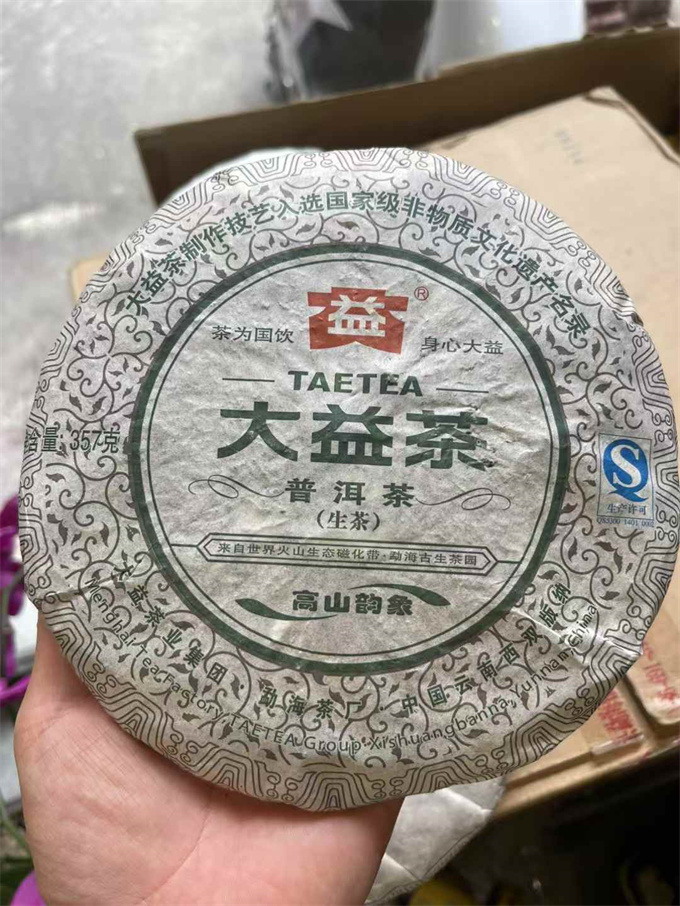 大益茶制作技艺入选国家级非物质文化遗产名录
益®
茶为国饮
身心大益
TAETEA
大益茶
普洱茶
(生茶)
来自世界火山生态磁化带·勐海古生茶园
高山韵象
含量:357克
S
生产许可
大益茶业集团·勐海茶厂·中国云南西双版纳
Menghai Tea Factory TAETEA Group Xishuangbanna, Yunnan, China